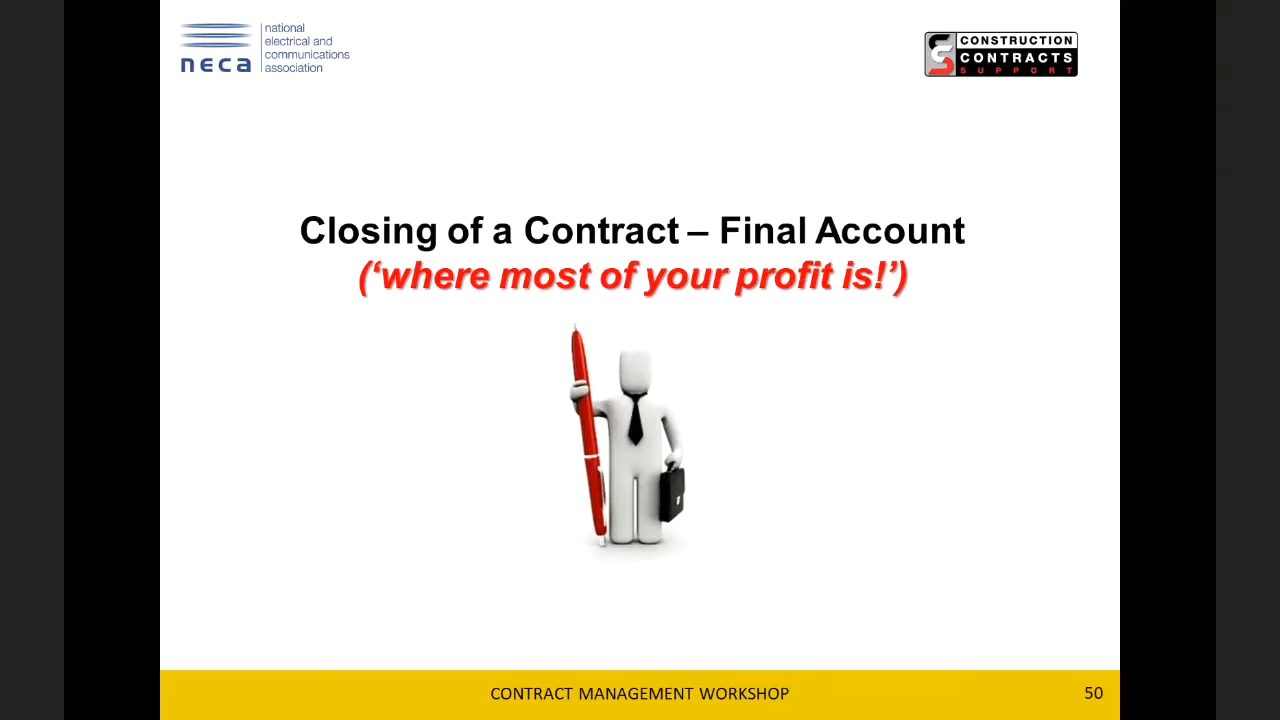 national
electrical and
communications
association
neca
CONSTRUCTION
CONTRACTS
SUPPORT
Closing of a Contract – Final Account
(‘where most of your profit is!’)
CONTRACT MANAGEMENT WORKSHOP
50